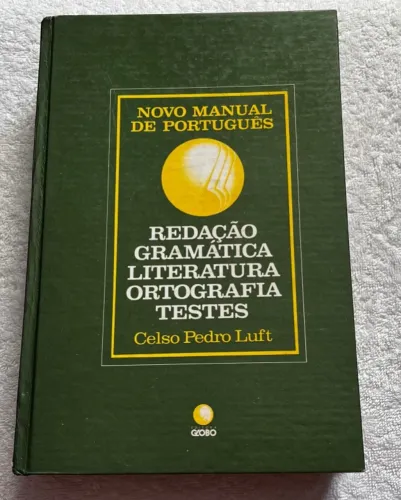 NOVO MANUAL
DE PORTUGUÊS
REDAÇÃO
GRAMÁTICA
LITERATURA
ORTOGRAFIA
TESTES
Celso Pedro Luft
GLOBO